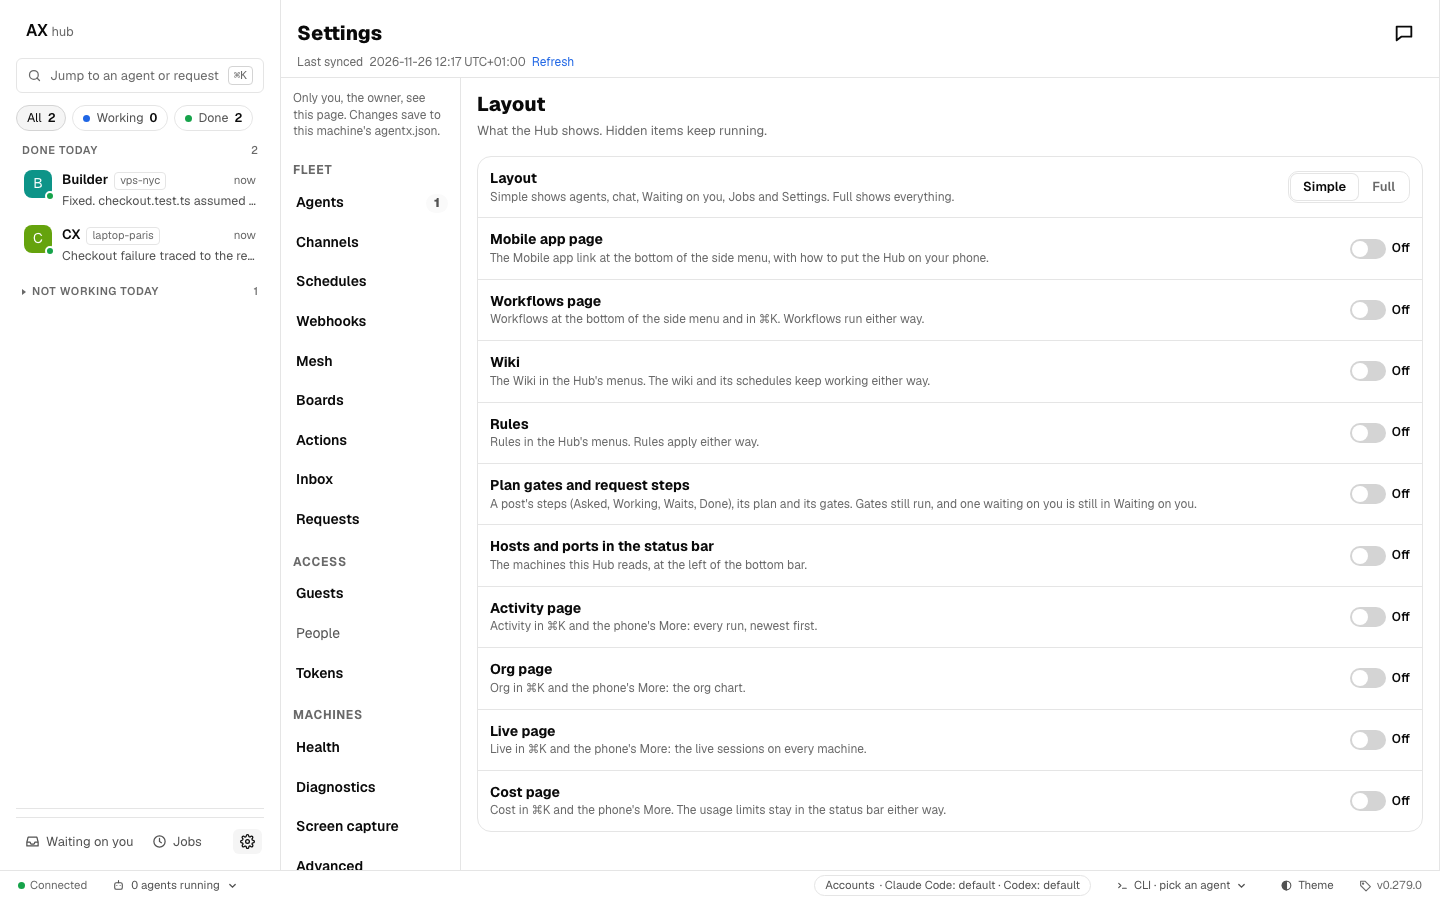 AX hub
Jump to an agent or request ⌘K
All 2
Working 0
Done 2
DONE TODAY 2
B
Builder vps-nyc now
Fixed. checkout.test.ts assumed …
C
CX laptop-paris now
Checkout failure traced to the re…
NOT WORKING TODAY 1
Waiting on you
Jobs
Settings
Last synced 2026-11-26 12:17 UTC+01:00 Refresh
Only you, the owner, see
this page. Changes save to
this machine's agentx.json.
FLEET
Agents 1
Channels
Schedules
Webhooks
Mesh
Boards
Actions
Inbox
Requests
ACCESS
Guests
People
Tokens
MACHINES
Health
Diagnostics
Screen capture
Advanced
Layout
What the Hub shows. Hidden items keep running.
Layout
Simple shows agents, chat, Waiting on you, Jobs and Settings. Full shows everything.
Simple Full
Mobile app page
The Mobile app link at the bottom of the side menu, with how to put the Hub on your phone.
Off
Workflows page
Workflows at the bottom of the side menu and in ⌘K. Workflows run either way.
Off
Wiki
The Wiki in the Hub's menus. The wiki and its schedules keep working either way.
Off
Rules
Rules in the Hub's menus. Rules apply either way.
Off
Plan gates and request steps
A post's steps (Asked, Working, Waits, Done), its plan and its gates. Gates still run, and one waiting on you is still in Waiting on you.
Off
Hosts and ports in the status bar
The machines this Hub reads, at the left of the bottom bar.
Off
Activity page
Activity in ⌘K and the phone's More: every run, newest first.
Off
Org page
Org in ⌘K and the phone's More: the org chart.
Off
Live page
Live in ⌘K and the phone's More: the live sessions on every machine.
Off
Cost page
Cost in ⌘K and the phone's More. The usage limits stay in the status bar either way.
Off
Connected
0 agents running
Accounts · Claude Code: default · Codex: default
CLI · pick an agent
Theme
v0.279.0